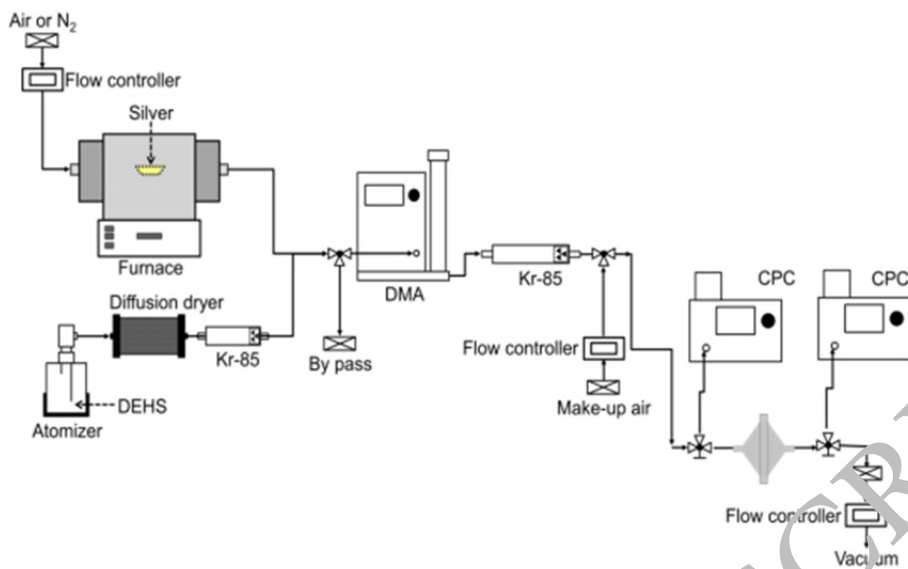 Air or N₂
Flow controller
Silver
Furnace
Diffusion dryer
Kr-85
DEHS
Atomizer
By pass
DMA
Kr-85
Flow controller
Make-up air
CPC
CPC
Flow controller
Vacuum